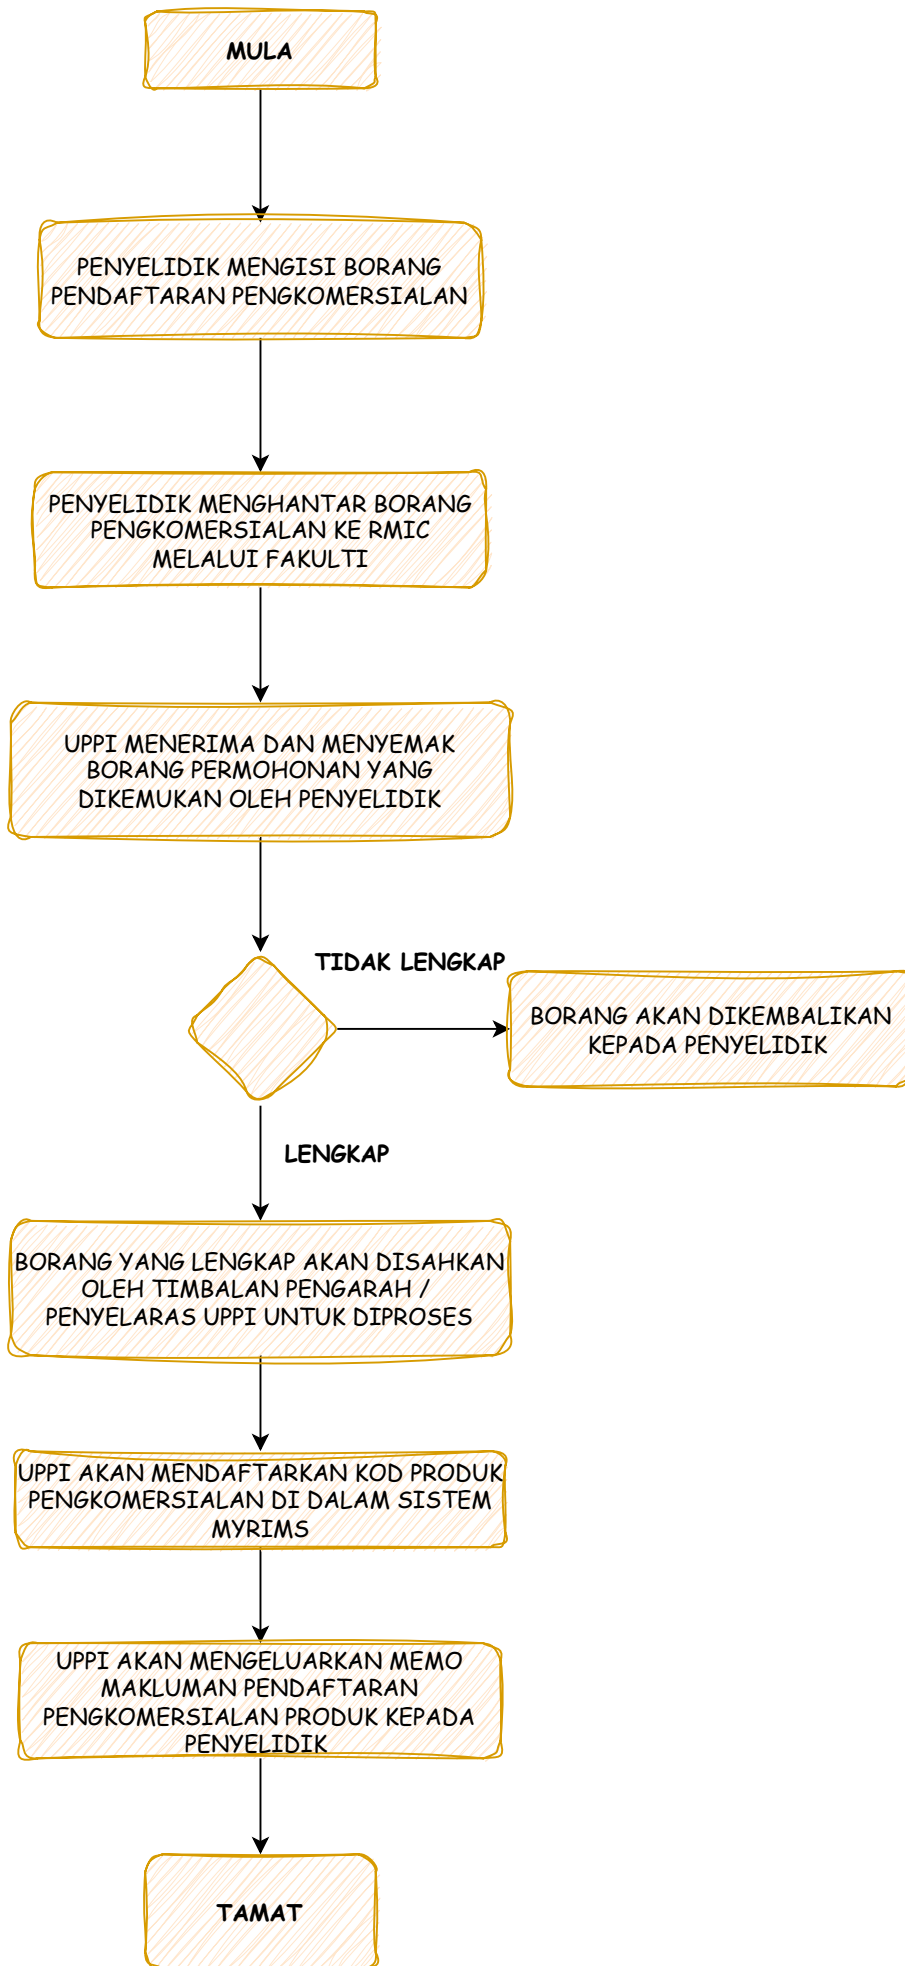 MULA
PENYELIDIK MENGISI BORANG
PENDAFTARAN PENGKOMERSIALAN
PENYELIDIK MENGHANTAR BORANG
PENGKOMERSIALAN KE RMIC
MELALUI FAKULTI
UPPI MENERIMA DAN MENYEMAK
BORANG PERMOHONAN YANG
DIKEMUKAN OLEH PENYELIDIK
TIDAK LENGKAP
BORANG AKAN DIKEMBALIKAN
KEPADA PENYELIDIK
LENGKAP
BORANG YANG LENGKAP AKAN DISAHKAN
OLEH TIMBALAN PENGARAH /
PENYELARAS UPPI UNTUK DIPROSES
UPPI AKAN MENDAFTARKAN KOD PRODUK
PENGKOMERSIALAN DI DALAM SISTEM
MYRIMS
UPPI AKAN MENGELUARKAN MEMO
MAKLUMAN PENDAFTARAN
PENGKOMERSIALAN PRODUK KEPADA
PENYELIDIK
TAMAT